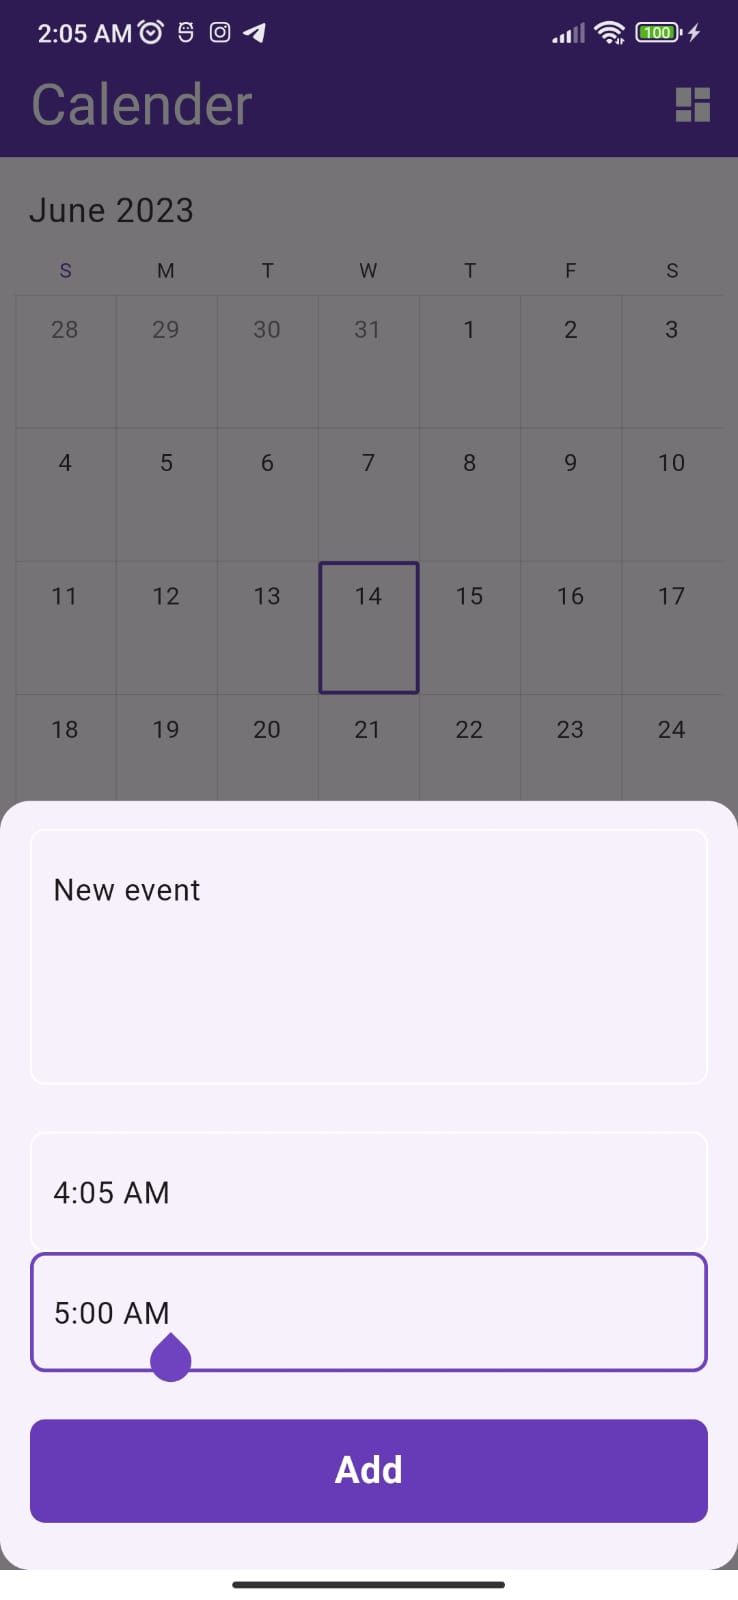 2:05 AM
100
Calender
June 2023
S M T W T F S
28 29 30 31 1 2 3
4 5 6 7 8 9 10
11 12 13 14 15 16 17
18 19 20 21 22 23 24
New event
4:05 AM
5:00 AM
Add